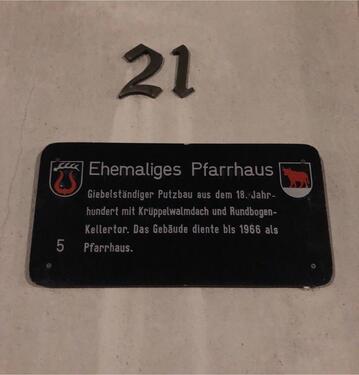 21
Ehemaliges Pfarrhaus
Giebelständiger Putzbau aus dem 18. Jahr-
hundert mit Krüppelwalmdach und Rundbogen-
Kellertor. Das Gebäude diente bis 1966 als
Pfarrhaus.
5